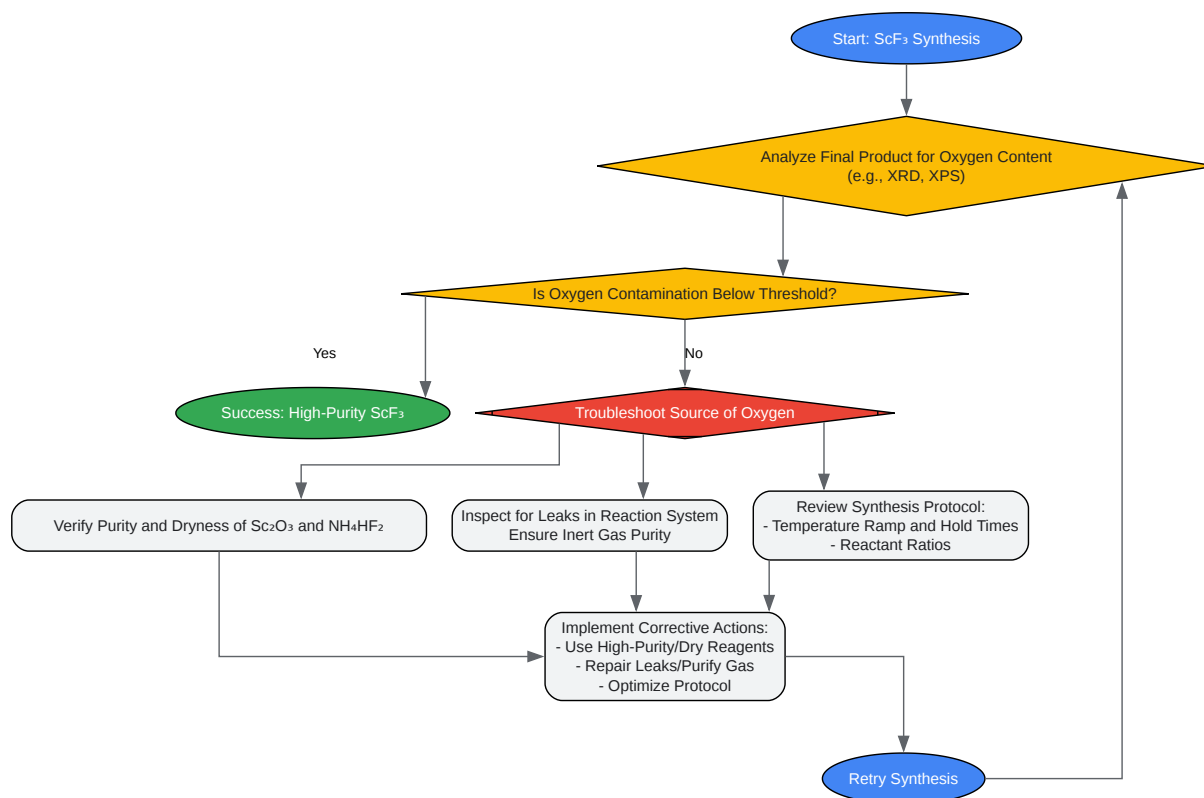 Start: ScF₃ Synthesis
Analyze Final Product for Oxygen Content
(e.g., XRD, XPS)
Is Oxygen Contamination Below Threshold?
Yes
No
Success: High-Purity ScF₃
Troubleshoot Source of Oxygen
Verify Purity and Dryness of Sc₂O₃ and NH₄HF₂
Inspect for Leaks in Reaction System
Ensure Inert Gas Purity
Review Synthesis Protocol:
- Temperature Ramp and Hold Times
- Reactant Ratios
Implement Corrective Actions:
- Use High-Purity/Dry Reagents
- Repair Leaks/Purify Gas
- Optimize Protocol
Retry Synthesis